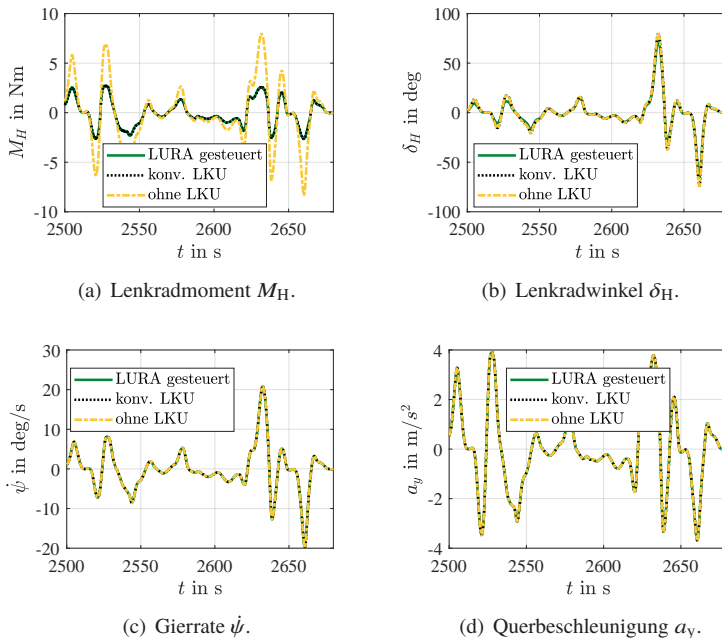 10
5
0
-5
-10
M_H in Nm
LURA gesteuert
konv. LKU
ohne LKU
2500 2550 2600 2650
t in s
(a) Lenkradmoment M_H.
100
50
0
-50
-100
δ_H in deg
LURA gesteuert
konv. LKU
ohne LKU
2500 2550 2600 2650
t in s
(b) Lenkradwinkel δ_H.
30
20
10
0
-10
-20
ψ̇ in deg/s
LURA gesteuert
konv. LKU
ohne LKU
2500 2550 2600 2650
t in s
(c) Gierrate ψ̇.
4
2
0
-2
-4
a_y in m/s²
LURA gesteuert
konv. LKU
ohne LKU
2500 2550 2600 2650
t in s
(d) Querbeschleunigung a_y.